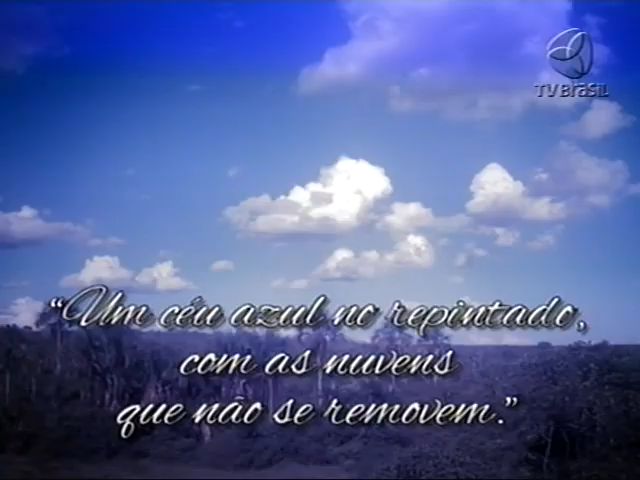 TV BRASIL
“Um céu azul no repintado,
com as nuvens
que não se removem.”